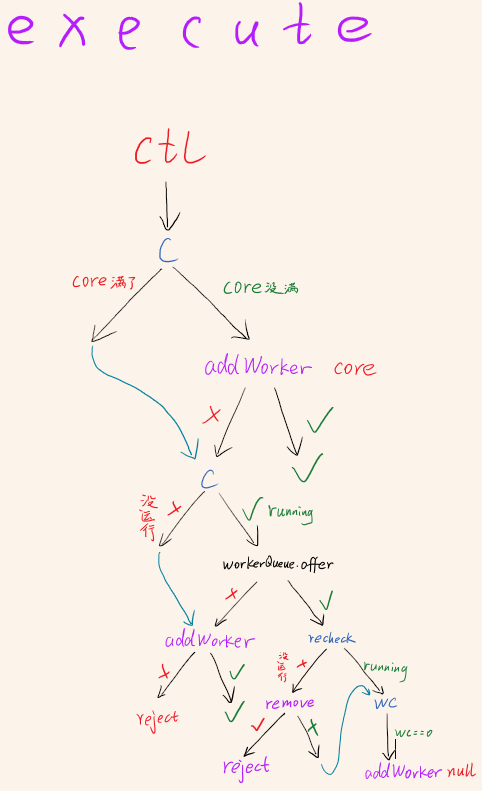 execute
ctL
C
core满了 core没满
addWorker core
C
没运行 running
workerQueue.offer
addWorker recheck
没运行 running
reject remove wc
wc==0
reject addWorker null